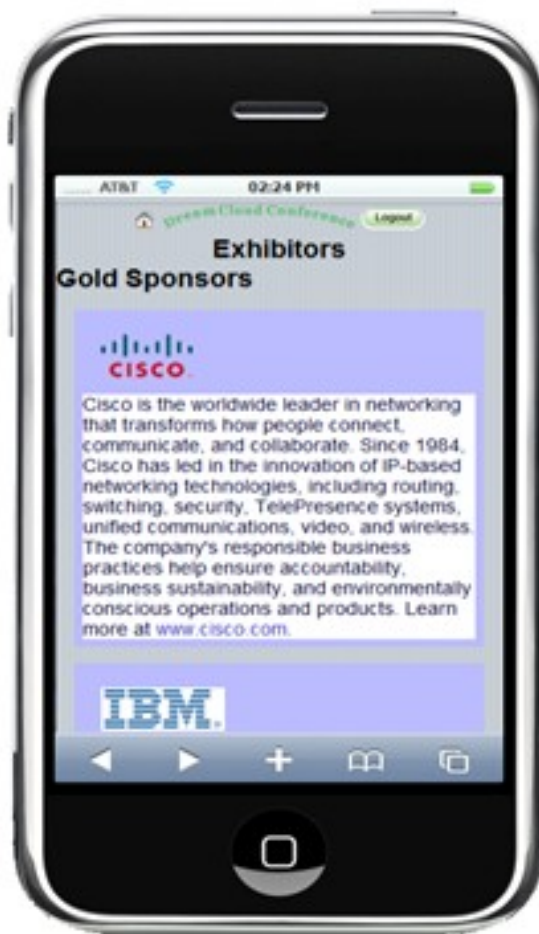 AT&T 02:24 PM
Dream Cloud Conference Logout
Exhibitors
Gold Sponsors
CISCO
Cisco is the worldwide leader in networking
that transforms how people connect,
communicate, and collaborate. Since 1984,
Cisco has led in the innovation of IP-based
networking technologies, including routing,
switching, security, TelePresence systems,
unified communications, video, and wireless.
The company's responsible business
practices help ensure accountability,
business sustainability, and environmentally
conscious operations and products. Learn
more at www.cisco.com.
IBM.